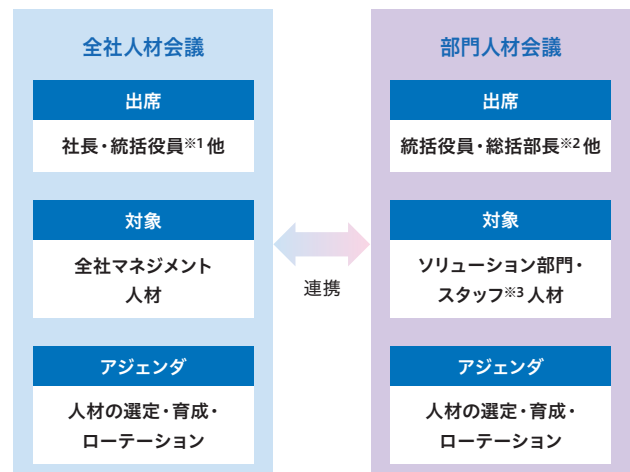 全社人材会議
出席
社長・統括役員※1他
対象
全社マネジメント
人材
アジェンダ
人材の選定・育成・
ローテーション
連携
部門人材会議
出席
統括役員・総括部長※2他
対象
ソリューション部門・
スタッフ※3人材
アジェンダ
人材の選定・育成・
ローテーション